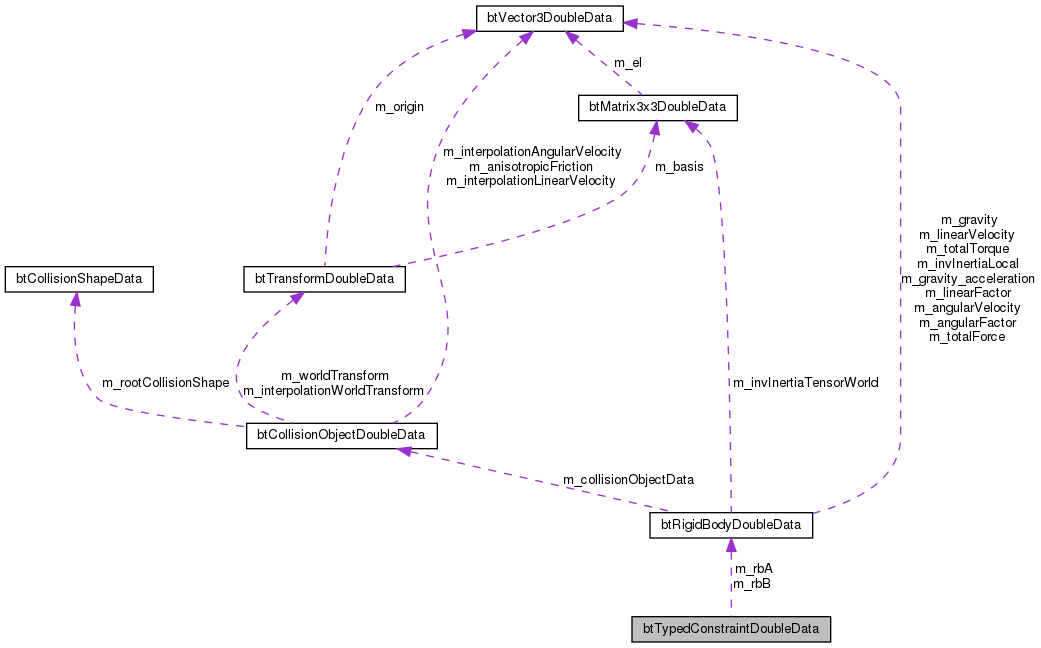 btVector3DoubleData
m_el
btMatrix3x3DoubleData
m_origin
m_interpolationAngularVelocity
m_anisotropicFriction
m_interpolationLinearVelocity
m_basis
m_gravity
m_linearVelocity
m_totalTorque
m_invInertiaLocal
m_gravity_acceleration
m_linearFactor
m_angularVelocity
m_angularFactor
m_totalForce
btCollisionShapeData
btTransformDoubleData
m_rootCollisionShape
m_worldTransform
m_interpolationWorldTransform
m_invInertiaTensorWorld
btCollisionObjectDoubleData
m_collisionObjectData
btRigidBodyDoubleData
m_rbA
m_rbB
btTypedConstraintDoubleData